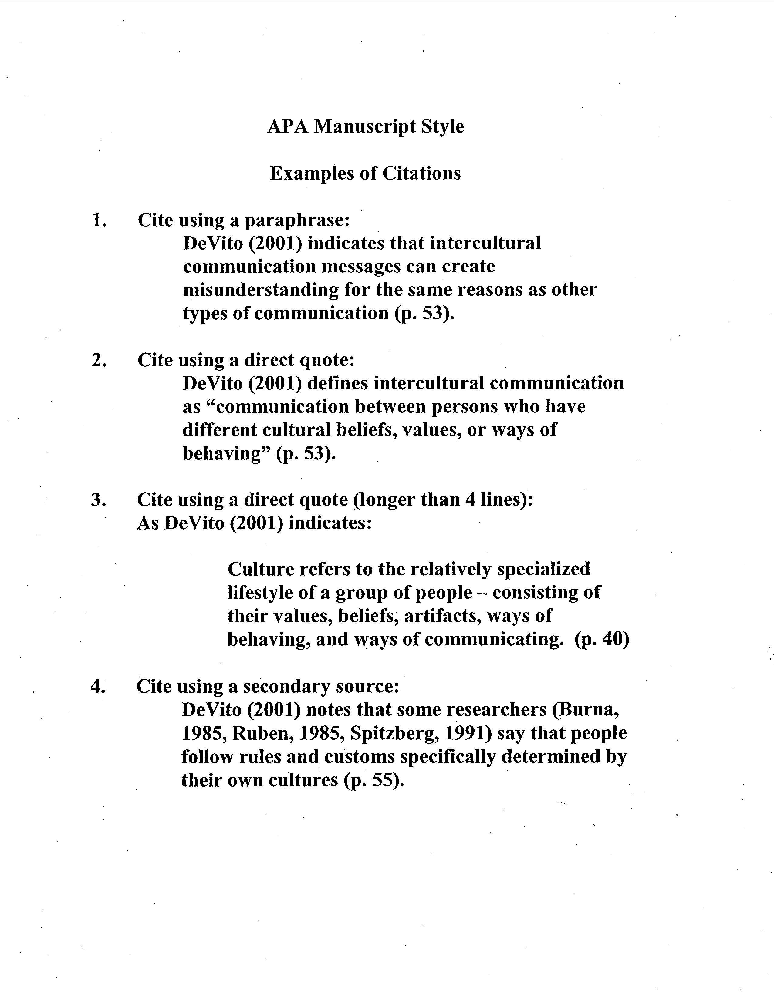 APA Manuscript Style
Examples of Citations
1. Cite using a paraphrase:
DeVito (2001) indicates that intercultural
communication messages can create
misunderstanding for the same reasons as other
types of communication (p. 53).
2. Cite using a direct quote:
DeVito (2001) defines intercultural communication
as “communication between persons who have
different cultural beliefs, values, or ways of
behaving” (p. 53).
3. Cite using a direct quote (longer than 4 lines):
As DeVito (2001) indicates:
Culture refers to the relatively specialized
lifestyle of a group of people – consisting of
their values, beliefs, artifacts, ways of
behaving, and ways of communicating. (p. 40)
4. Cite using a secondary source:
DeVito (2001) notes that some researchers (Burna,
1985, Ruben, 1985, Spitzberg, 1991) say that people
follow rules and customs specifically determined by
their own cultures (p. 55).